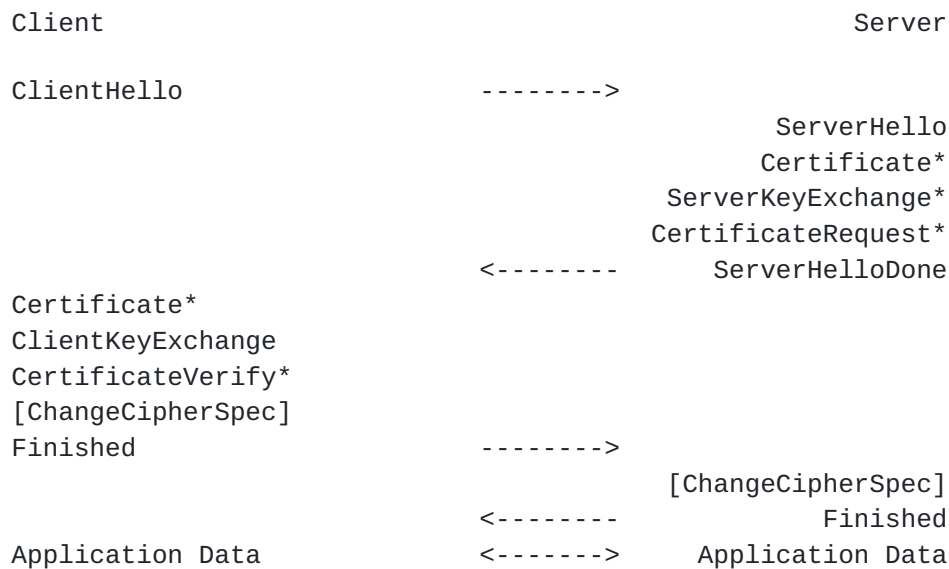 Client                                               Server

ClientHello                  -------->
                                                ServerHello
                                               Certificate*
                                         ServerKeyExchange*
                                        CertificateRequest*
                             <--------      ServerHelloDone
Certificate*
ClientKeyExchange
CertificateVerify*
[ChangeCipherSpec]
Finished                     -------->
                                         [ChangeCipherSpec]
                             <--------             Finished
Application Data             <------->     Application Data